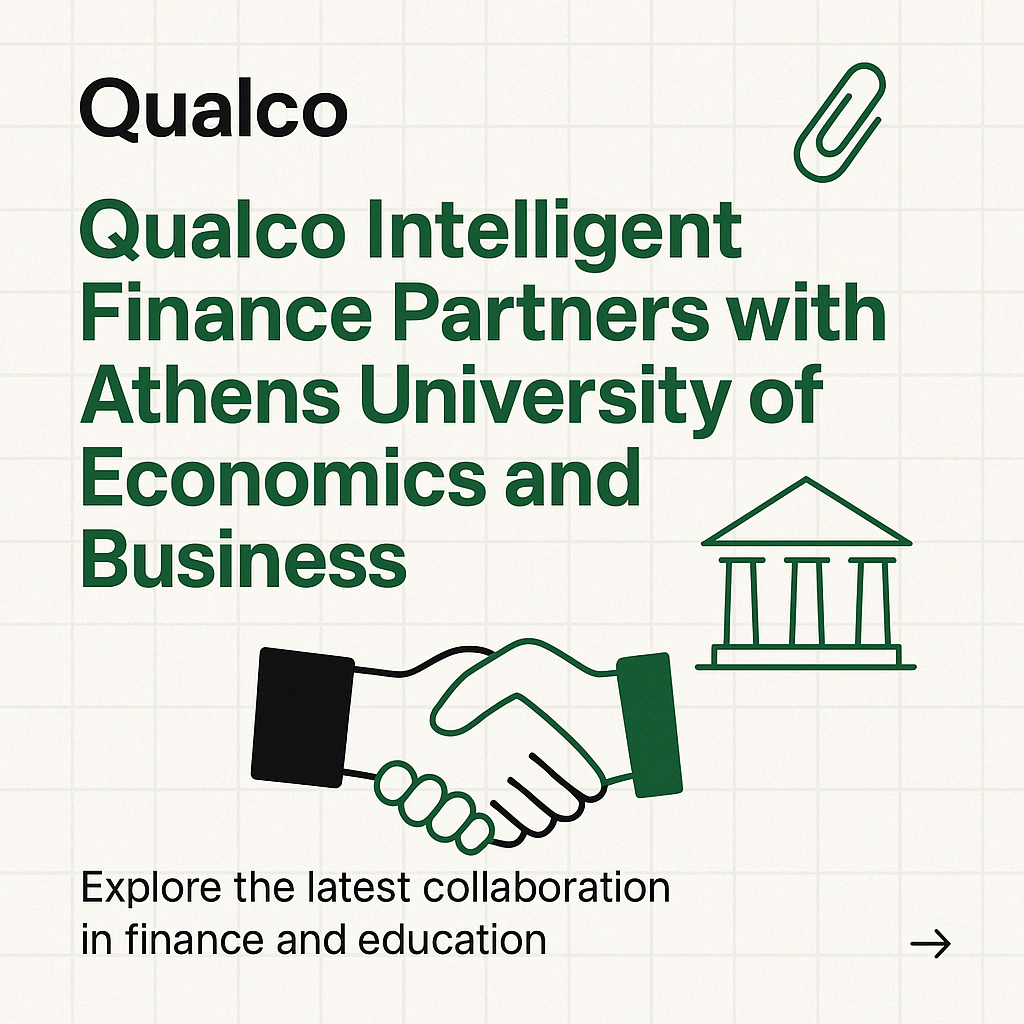 Qualco
Qualco Intelligent
Finance Partners with
Athens University of
Economics and
Business
Explore the latest collaboration
in finance and education